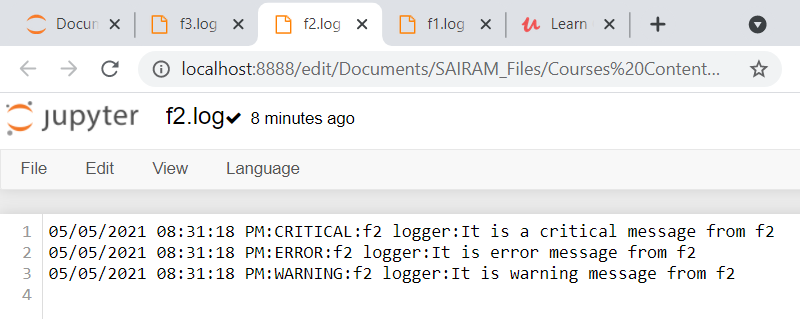 Docun
f3.log
f2.log
f1.log
Learn
localhost:8888/edit/Documents/SAIRAM_Files/Courses%20Content...
jupyter f2.log 8 minutes ago
File Edit View Language
1 05/05/2021 08:31:18 PM:CRITICAL:f2 logger:It is a critical message from f2
2 05/05/2021 08:31:18 PM:ERROR:f2 logger:It is error message from f2
3 05/05/2021 08:31:18 PM:WARNING:f2 logger:It is warning message from f2
4